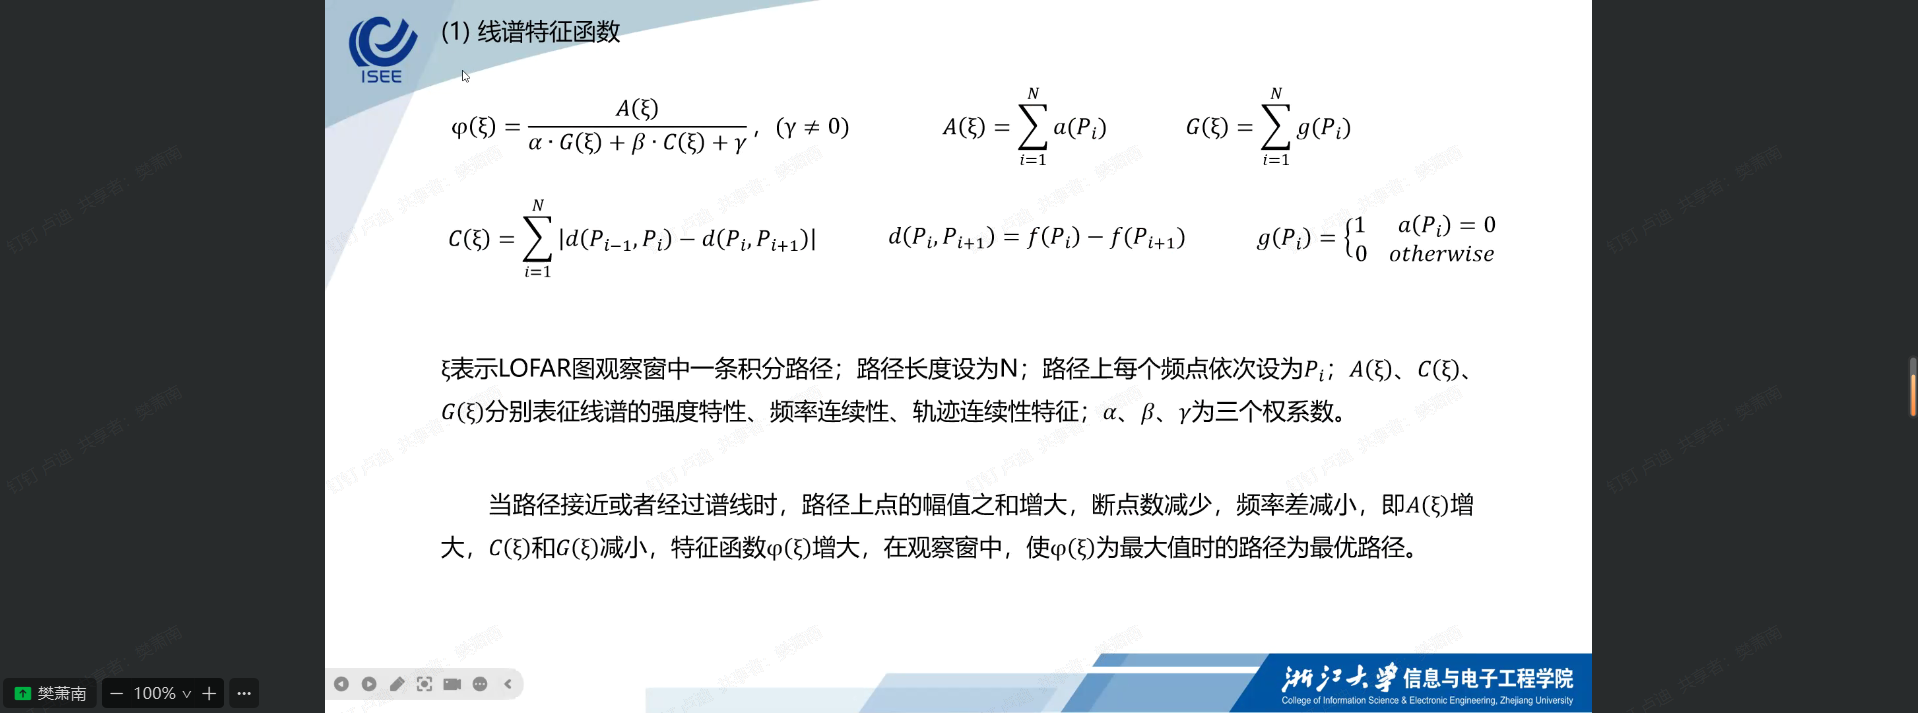 (1) 线谱特征函数
ISEE
φ(ξ) = A(ξ) / (α · G(ξ) + β · C(ξ) + γ) , (γ ≠ 0)
A(ξ) = ∑_{i=1}^{N} a(P_i)
G(ξ) = ∑_{i=1}^{N} g(P_i)
C(ξ) = ∑_{i=1}^{N} |d(P_{i−1}, P_i) − d(P_i, P_{i+1})|
d(P_i, P_{i+1}) = f(P_i) − f(P_{i+1})
g(P_i) = {1 a(P_i) = 0
0 otherwise
ξ表示LOFAR图观察窗中一条积分路径；路径长度设为N；路径上每个频点依次设为P_i；A(ξ)、C(ξ)、
G(ξ)分别表征线谱的强度特性、频率连续性、轨迹连续性特征；α、β、γ为三个权系数。
当路径接近或者经过谱线时，路径上点的幅值之和增大，断点数减少，频率差减小，即A(ξ)增
大，C(ξ)和G(ξ)减小，特征函数φ(ξ)增大，在观察窗中，使φ(ξ)为最大值时的路径为最优路径。
浙江大学 信息与电子工程学院
College of Information Science & Electronic Engineering, Zhejiang University
樊萧南
100%
钉钉 卢迪 共享者：樊萧南